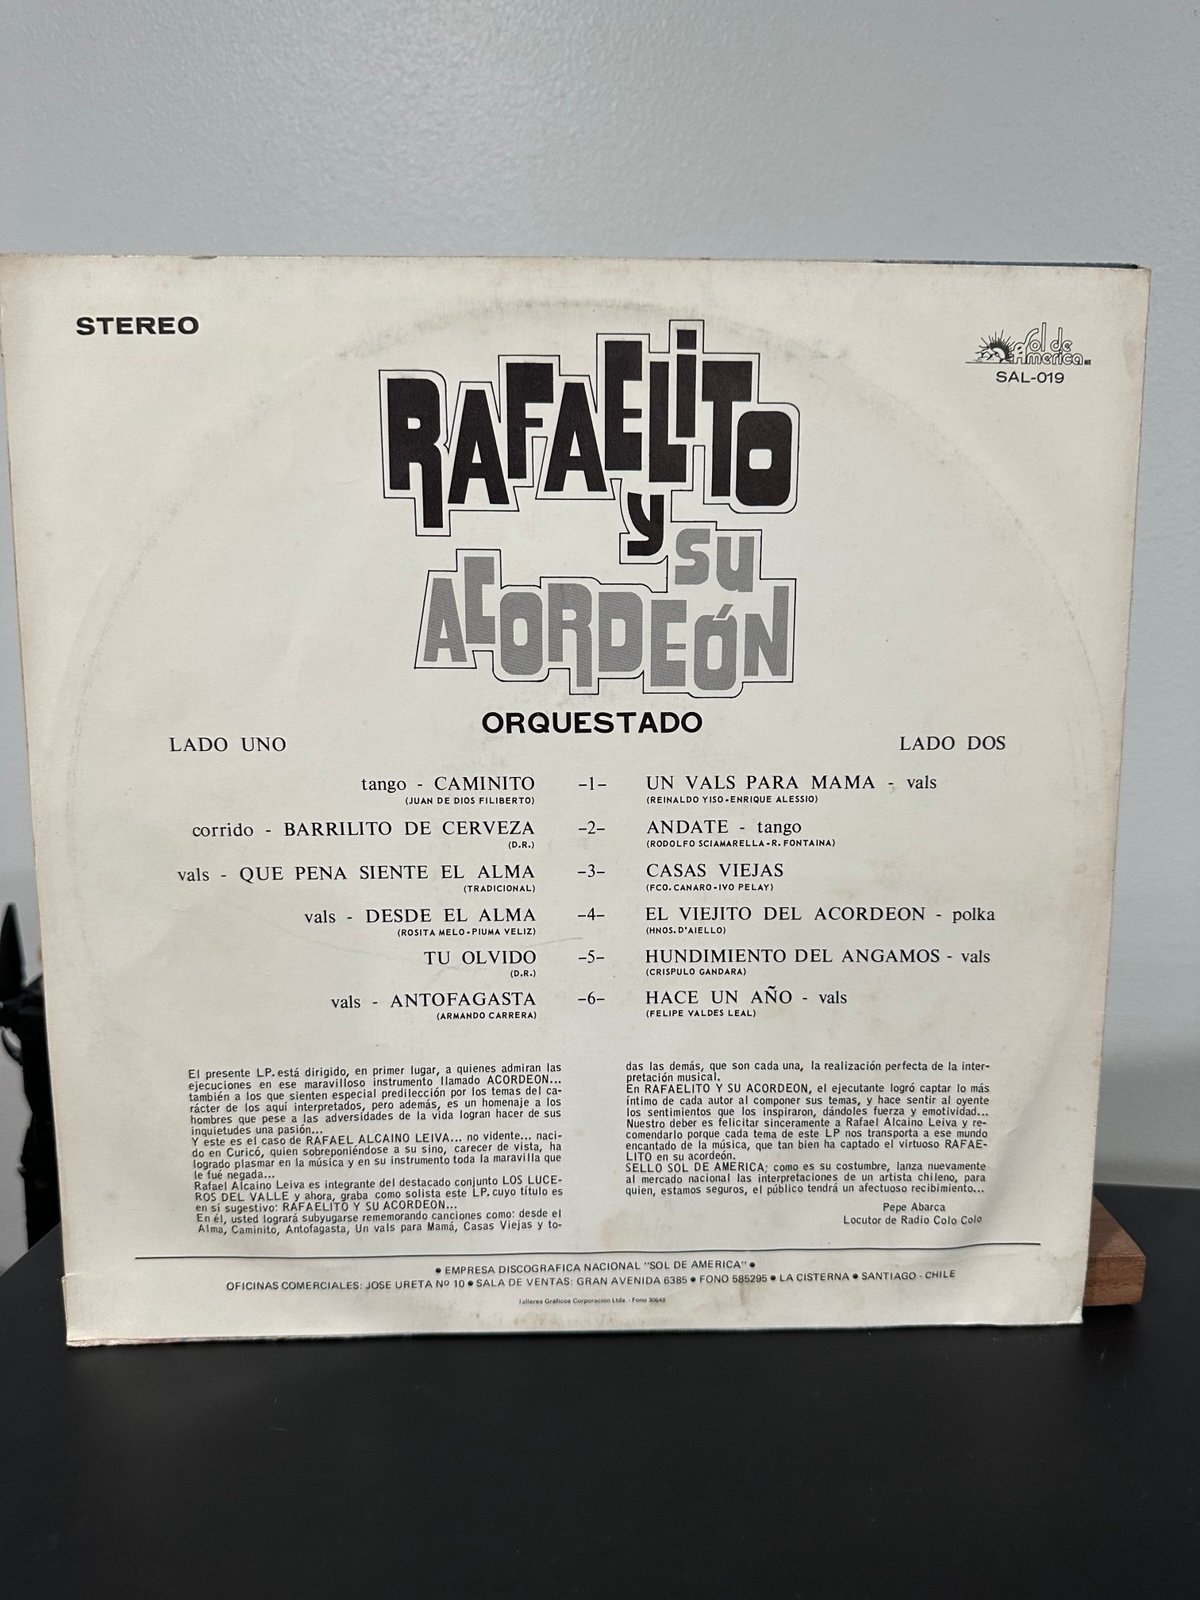 STEREO
Sol de
America
SAL-019
RAFAELITO
y su
ACORDEÓN
ORQUESTADO
LADO UNO
tango - CAMINITO -1-
(JUAN DE DIOS FILIBERTO)
corrido - BARRILITO DE CERVEZA -2-
(D.R.)
vals - QUE PENA SIENTE EL ALMA -3-
(TRADICIONAL)
vals - DESDE EL ALMA -4-
(ROSITA MELO-PIUMA VELIZ)
TU OLVIDO -5-
(D.R.)
vals - ANTOFAGASTA -6-
(ARMANDO CARRERA)
LADO DOS
UN VALS PARA MAMA - vals
(REINALDO YISO-ENRIQUE ALESSIO)
ANDATE - tango
(RODOLFO SCIAMARELLA-R. FONTAINA)
CASAS VIEJAS
(FCO. CANARO-IVO PELAY)
EL VIEJITO DEL ACORDEON - polka
(HNOS. D'AIELLO)
HUNDIMIENTO DEL ANGAMOS - vals
(CRISPULO GANDARA)
HACE UN AÑO - vals
(FELIPE VALDES LEAL)
El presente LP. está dirigido, en primer lugar, a quienes admiran las
ejecuciones en ese maravilloso instrumento llamado ACORDEON...
también a los que sienten especial predilección por los temas del ca-
rácter de los aquí interpretados, pero además, es un homenaje a los
hombres que pese a las adversidades de la vida logran hacer de sus
inquietudes una pasión...
Y este es el caso de RAFAEL ALCAINO LEIVA... no vidente... naci-
do en Curicó, quien sobreponiéndose a su sino, carecer de vista, ha
logrado plasmar en la música y en su instrumento toda la maravilla que
le fué negada...
Rafael Alcaino Leiva es integrante del destacado conjunto LOS LUCE-
ROS DEL VALLE y ahora, graba como solista este LP. cuyo título es
en sí sugestivo: RAFAELITO Y SU ACORDEON...
En él, usted logrará subyugarse rememorando canciones como: desde el
Alma, Caminito, Antofagasta, Un vals para Mamá, Casas Viejas y to-
das las demás, que son cada una, la realización perfecta de la inter-
pretación musical.
En RAFAELITO Y SU ACORDEON, el ejecutante logró captar lo más
íntimo de cada autor al componer sus temas, y hace sentir al oyente
los sentimientos que los inspiraron, dándoles fuerza y emotividad...
Nuestro deber es felicitar sinceramente a Rafael Alcaino Leiva y re-
comendarlo porque cada tema de este LP nos transporta a ese mundo
encantado de la música, que tan bien ha captado el virtuoso RAFAE-
LITO en su acordeón.
SELLO SOL DE AMERICA; como es su costumbre, lanza nuevamente
al mercado nacional las interpretaciones de un artista chileno, para
quien, estamos seguros, el público tendrá un afectuoso recibimiento...
Pepe Abarca
Locutor de Radio Colo Colo
● EMPRESA DISCOGRAFICA NACIONAL "SOL DE AMERICA" ●
OFICINAS COMERCIALES: JOSE URETA Nº 10 ● SALA DE VENTAS: GRAN AVENIDA 6385 ● FONO 585295 ● LA CISTERNA ● SANTIAGO - CHILE
Talleres Gráficos Corporación Ltda. - Fono 30648